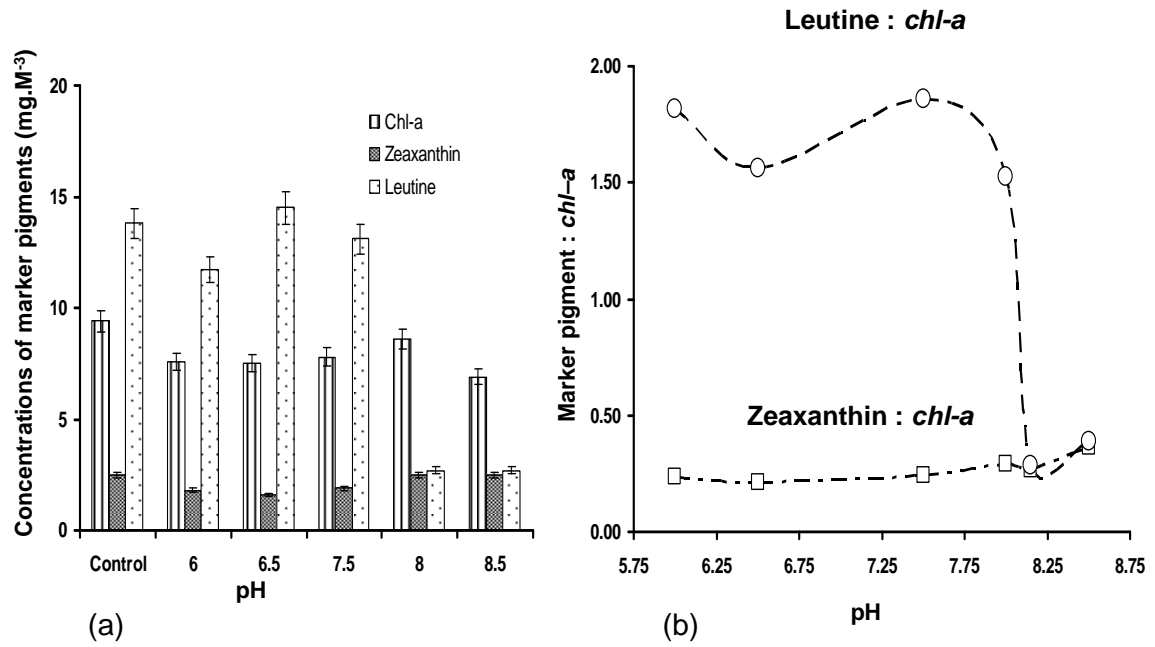 Concentrations of marker pigments (mg.M-3)
20
15
10
5
0
Chl-a
Zeaxanthin
Leutine
Control 6 6.5 7.5 8 8.5
pH
(a)
Leutine : chl-a
Marker pigment : chl–a
2.00
1.50
1.00
0.50
0.00
Zeaxanthin : chl-a
5.75 6.25 6.75 7.25 7.75 8.25 8.75
pH
(b)